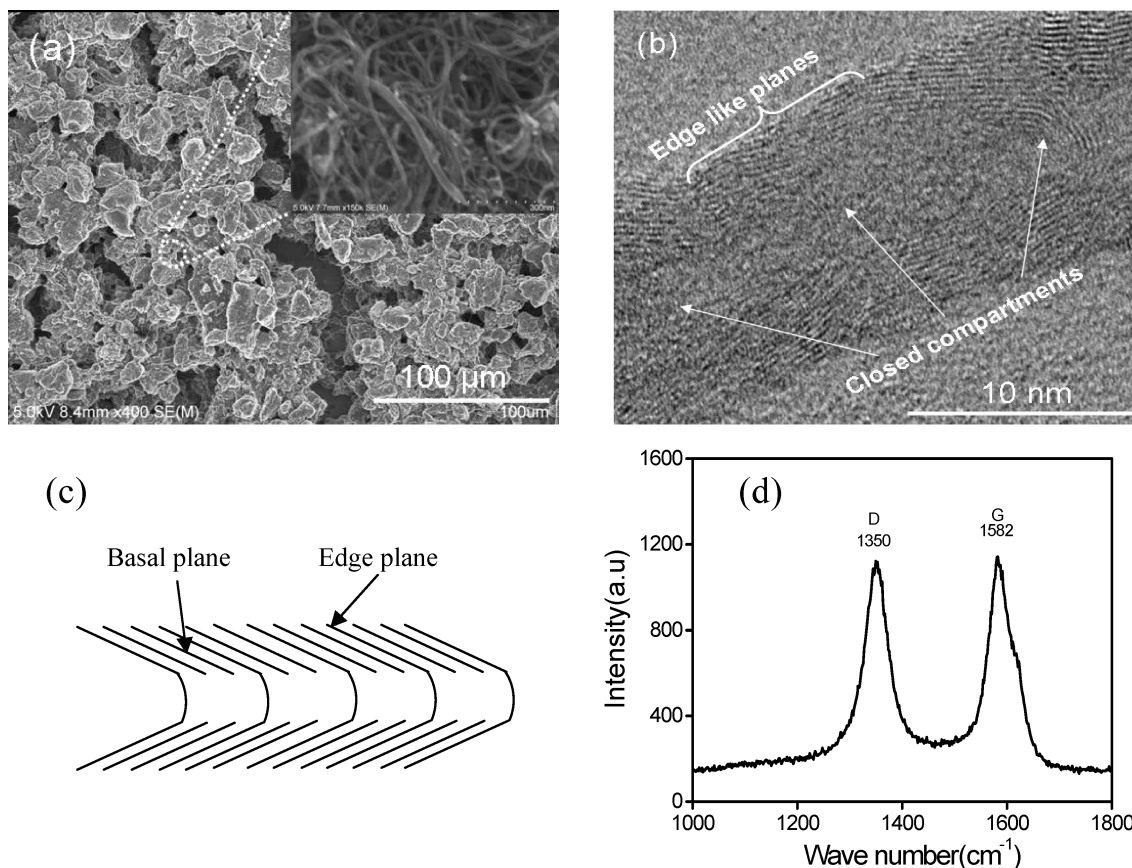 (a)
5.0kV 7.7mm x150k SE(M)
300nm
100 µm
5.0kV 8.4mm x400 SE(M)
100um
(b)
Edge like planes
Closed compartments
10 nm
(c)
Basal plane
Edge plane
(d)
D
1350
G
1582
1600
1200
800
400
0
Intensity(a.u)
1000
1200
1400
1600
1800
Wave number(cm⁻¹)